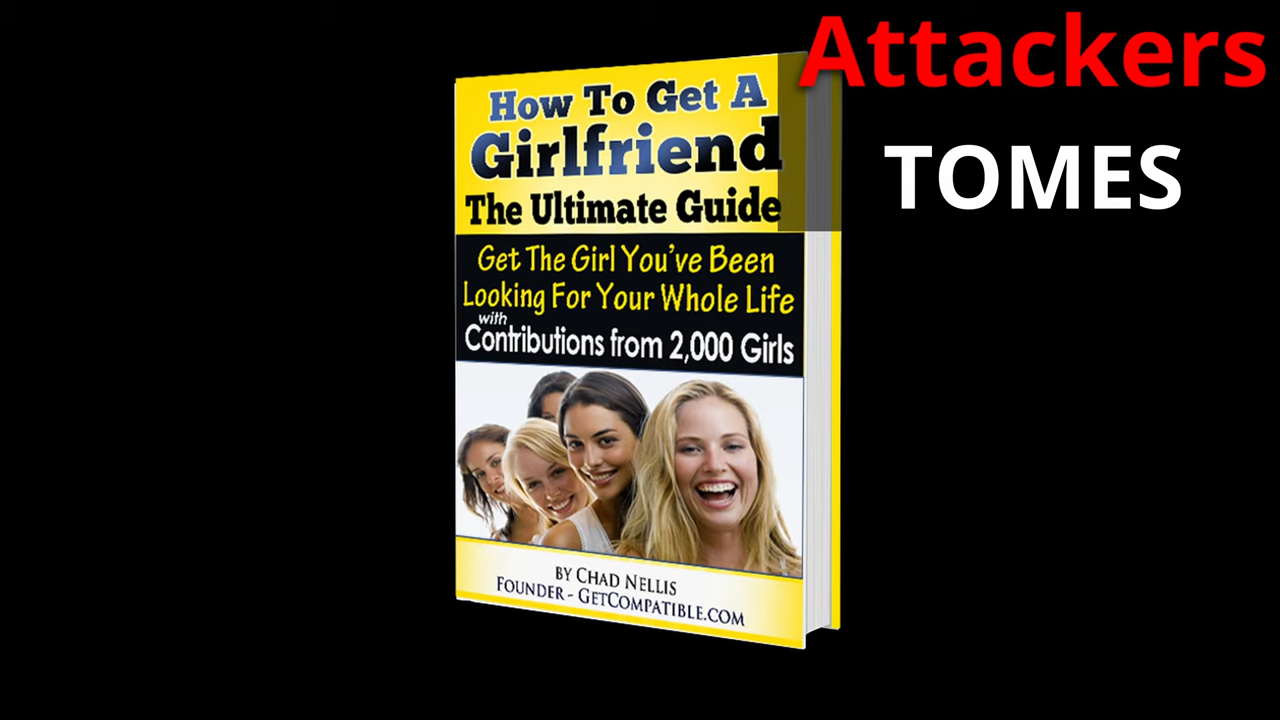 Attackers
TOMES
How To Get A
Girlfriend
The Ultimate Guide
Get The Girl You've Been
Looking For Your Whole Life
with
Contributions from 2,000 Girls
BY CHAD NELLIS
FOUNDER - GETCOMPATIBLE.COM